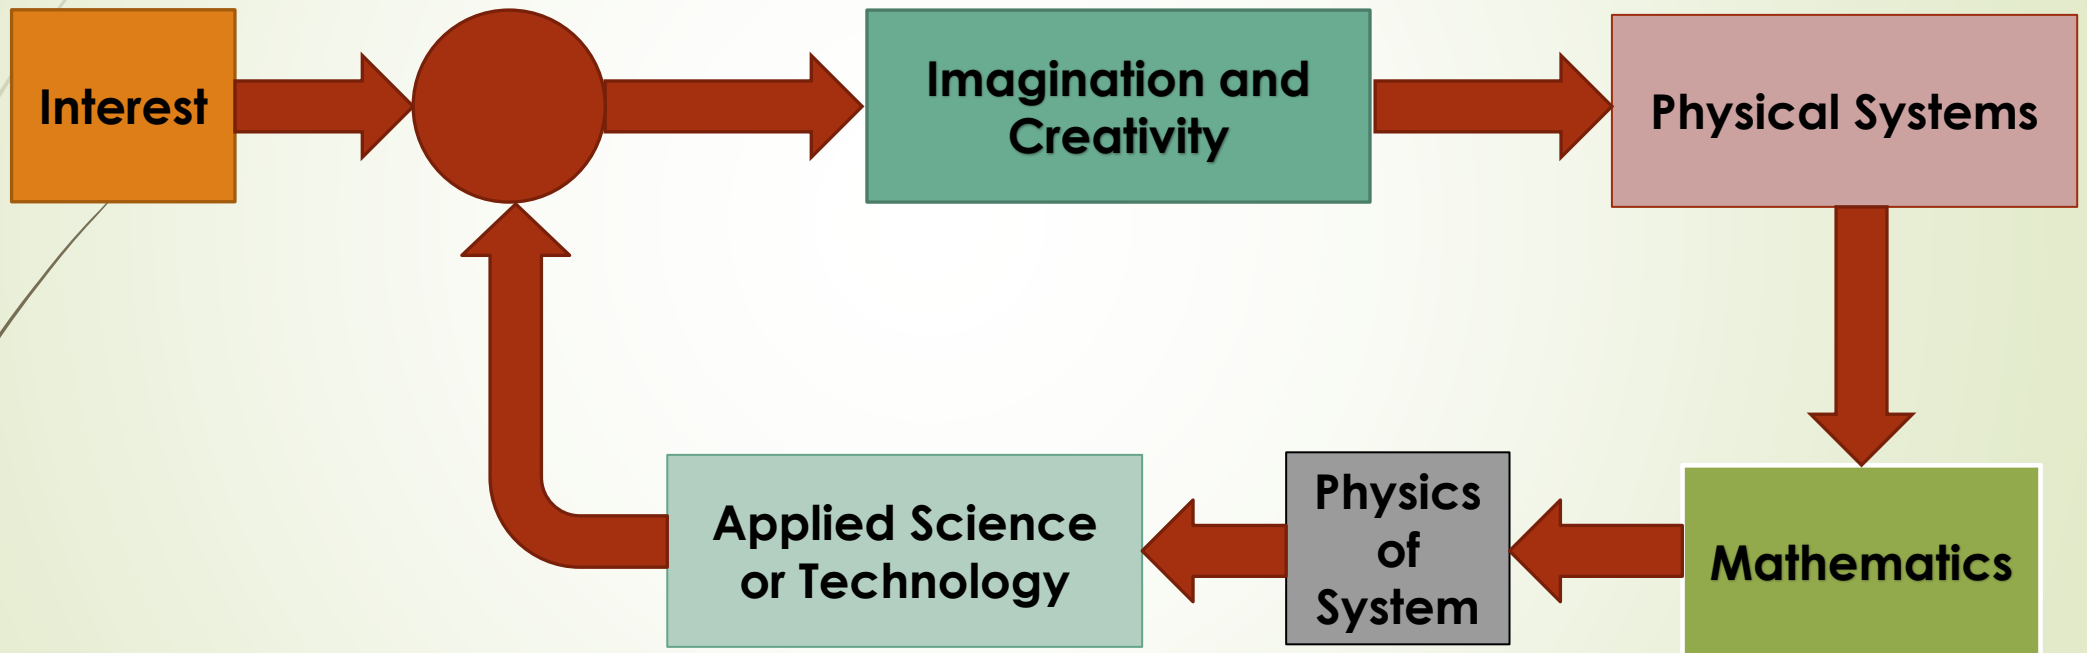 Interest
Imagination and
Creativity
Physical Systems
Applied Science
or Technology
Physics
of
System
Mathematics